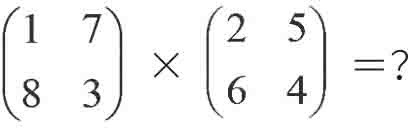 (1 7
8 3) × (2 5
6 4) =?